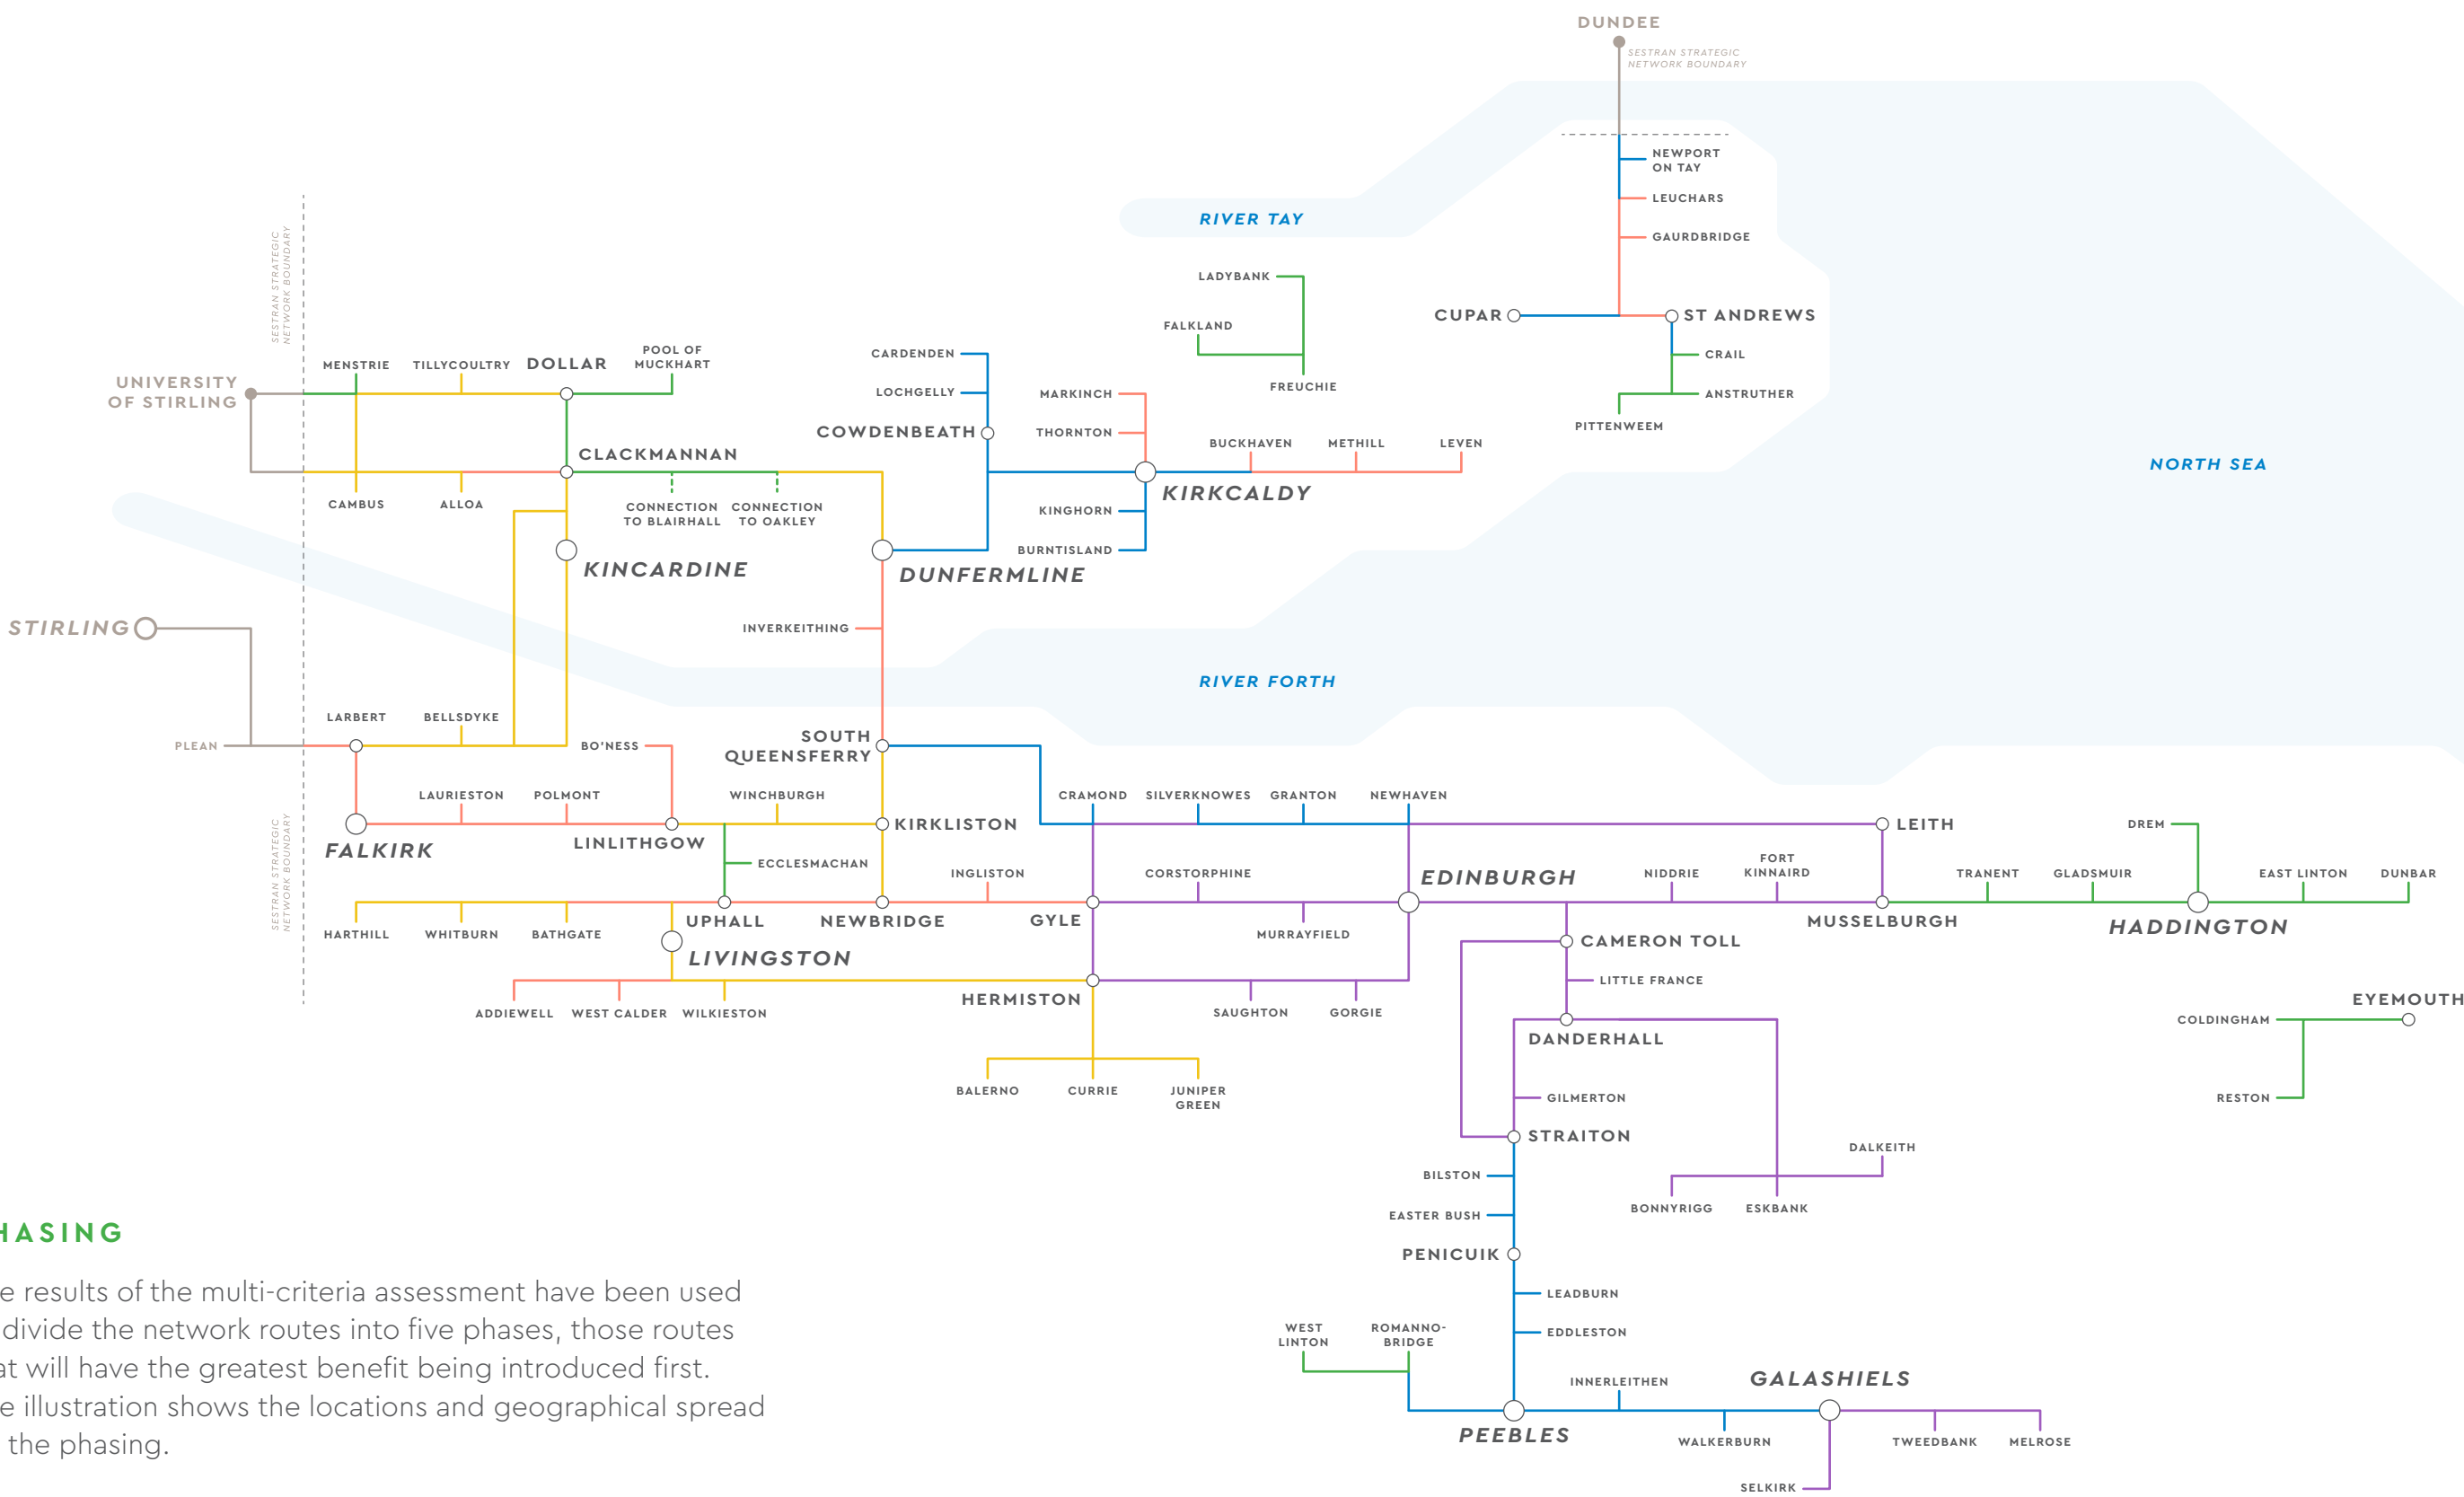 DUNDEE
SESTRAN STRATEGIC
NETWORK BOUNDARY
NEWPORT
ON TAY
LEUCHARS
GAURDBRIDGE
RIVER TAY
LADYBANK
FALKLAND
FREUCHIE
CUPAR
ST ANDREWS
CRAIL
ANSTRUTHER
PITTENWEEM
NORTH SEA
SESTRAN STRATEGIC
NETWORK BOUNDARY
UNIVERSITY
OF STIRLING
MENSTRIE
TILLYCOULTRY
DOLLAR
POOL OF
MUCKHART
CARDENDEN
LOCHGELLY
COWDENBEATH
MARKINCH
THORNTON
BUCKHAVEN
METHILL
LEVEN
CLACKMANNAN
CAMBUS
ALLOA
CONNECTION
TO BLAIRHALL
CONNECTION
TO OAKLEY
KIRKCALDY
KINGHORN
BURNTISLAND
KINCARDINE
DUNFERMLINE
STIRLING
INVERKEITHING
RIVER FORTH
PLEAN
LARBERT
BELLSDYKE
BO'NESS
SOUTH
QUEENSFERRY
LAURIESTON
POLMONT
WINCHBURGH
CRAMOND
SILVERKNOWES
GRANTON
NEWHAVEN
FALKIRK
LINLITHGOW
KIRKLISTON
LEITH
DREM
SESTRAN STRATEGIC
NETWORK BOUNDARY
ECCLESMACHAN
INGLISTON
CORSTORPHINE
EDINBURGH
NIDDRIE
FORT
KINNAIRD
TRANENT
GLADSMUIR
EAST LINTON
DUNBAR
HARTHILL
WHITBURN
BATHGATE
UPHALL
NEWBRIDGE
GYLE
MURRAYFIELD
MUSSELBURGH
HADDINGTON
LIVINGSTON
CAMERON TOLL
LITTLE FRANCE
ADDIEWELL
WEST CALDER
WILKIESTON
HERMISTON
SAUGHTON
GORGIE
DANDERHALL
EYEMOUTH
COLDINGHAM
RESTON
BALERNO
CURRIE
JUNIPER
GREEN
GILMERTON
STRAITON
DALKEITH
BILSTON
BONNYRIGG
ESKBANK
EASTER BUSH
PENICUIK
LEADBURN
EDDLESTON
WEST
LINTON
ROMANNO-
BRIDGE
INNERLEITHEN
GALASHIELS
PEEBLES
WALKERBURN
TWEEDBANK
MELROSE
SELKIRK
HASING
e results of the multi-criteria assessment have been used
divide the network routes into five phases, those routes
at will have the greatest benefit being introduced first.
e illustration shows the locations and geographical spread
the phasing.